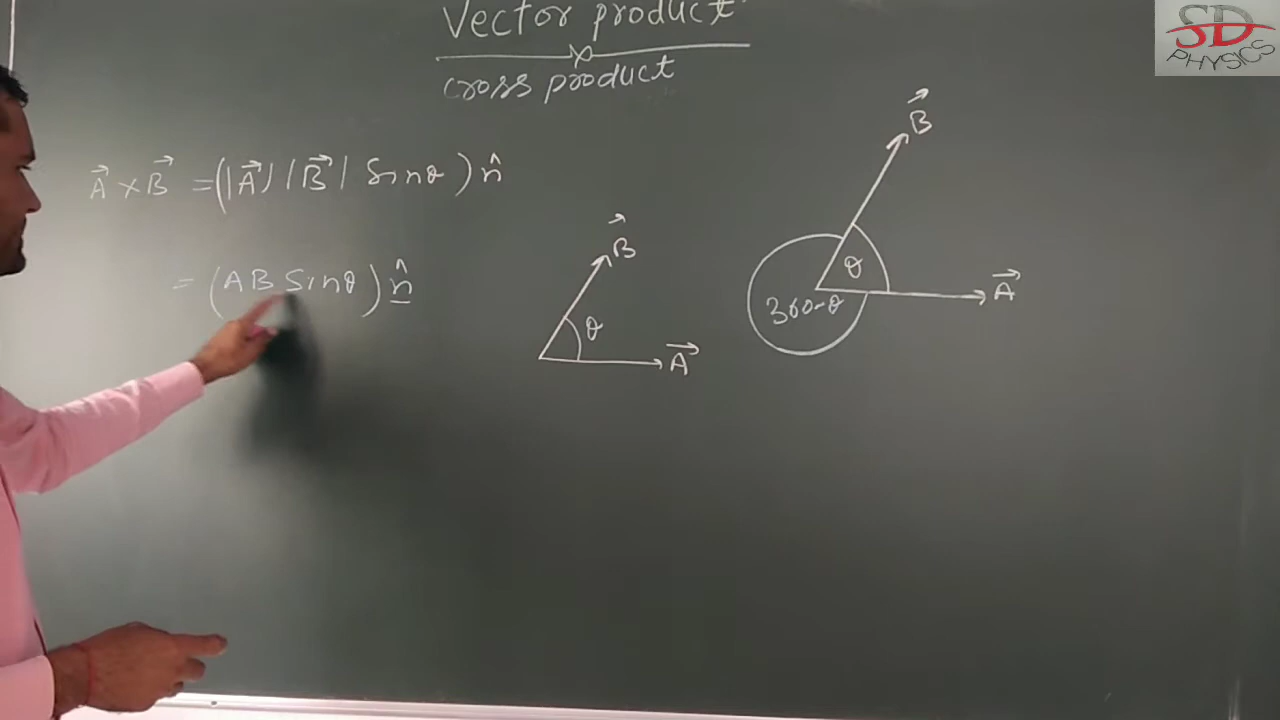 Vector product
cross product
SD
PHYSICS
A⃗ × B⃗ = (|A⃗| |B⃗| Sinθ) n̂
= (AB Sinθ) n̂
B⃗
θ
A⃗
B⃗
θ
360-θ
A⃗